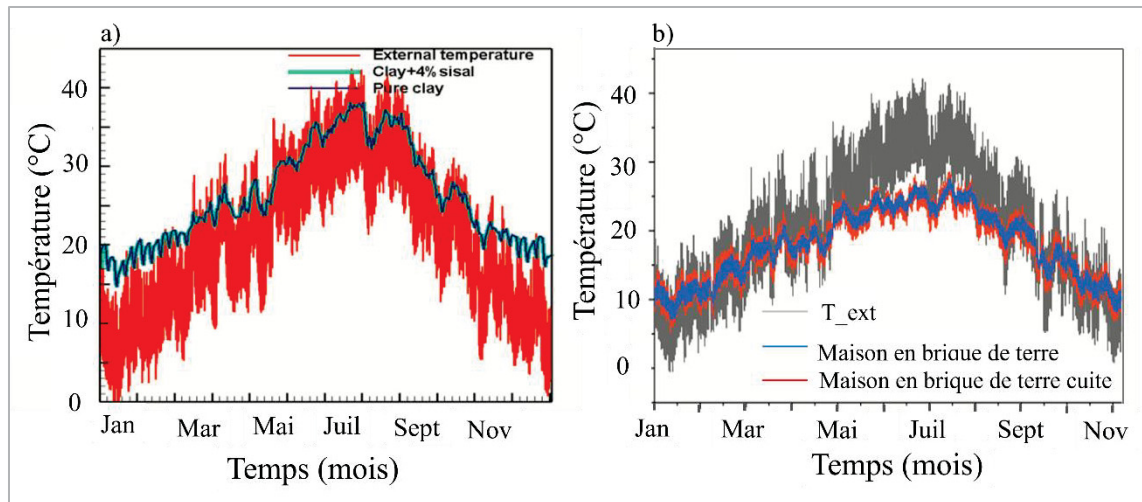 a)
External temperature
Clay+4% sisal
Pure clay
Température (°C)
40
30
20
10
0
Jan Mar Mai Juil Sept Nov
Temps (mois)
b)
Température (°C)
40
30
20
10
0
T_ext
Maison en brique de terre
Maison en brique de terre cuite
Jan Mar Mai Juil Sept Nov
Temps (mois)